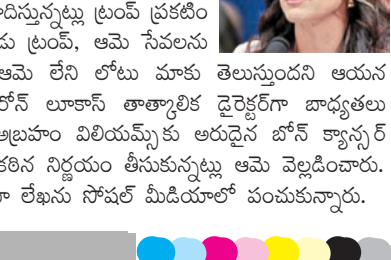 ఆదిస్తున్నట్లు ట్రంప్ ప్రకటిం
డు ట్రంప్, ఆమె సేవలను
ఆమె లేని లోటు మాకు తెలుస్తుందని ఆయన
రోన్ లూకాస్ తాత్కాలిక డైరెక్టర్‌గా బాధ్యతలు
అబ్రహం విలియమ్స్‌కు అరుదైన బోన్ క్యాన్సర్
కఠిన నిర్ణయం తీసుకున్నట్లు ఆమె వెల్లడించారు.
లేఖను సోషల్ మీడియాలో పంచుకున్నారు.